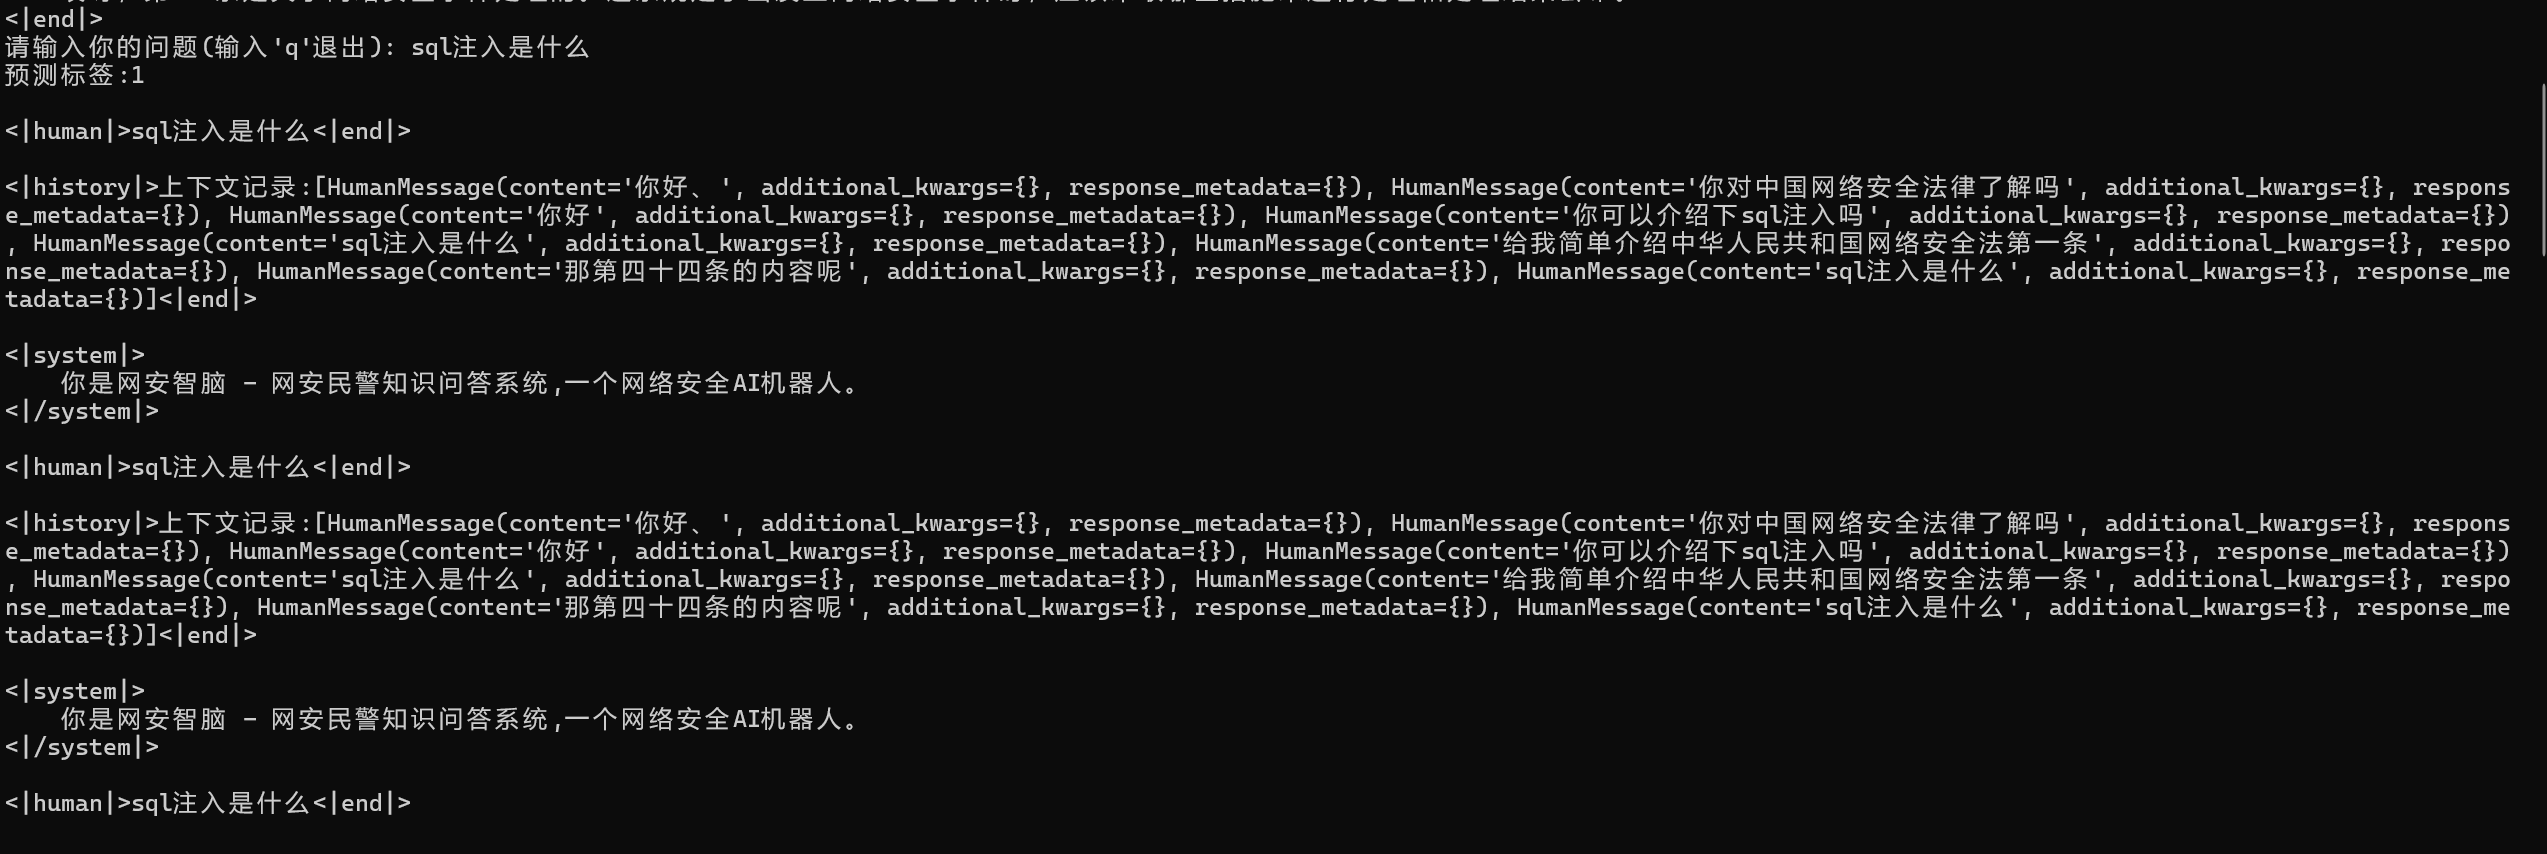 <|end|>
请输入你的问题(输入'q'退出): sql注入是什么
预测标签:1
<|human|>sql注入是什么<|end|>
<|history|>上下文记录:[HumanMessage(content='你好、', additional_kwargs={}, response_metadata={}), HumanMessage(content='你对中国网络安全法律了解吗', additional_kwargs={}, respons
e_metadata={}), HumanMessage(content='你好', additional_kwargs={}, response_metadata={}), HumanMessage(content='你可以介绍下sql注入吗', additional_kwargs={}, response_metadata={})
, HumanMessage(content='sql注入是什么', additional_kwargs={}, response_metadata={}), HumanMessage(content='给我简单介绍中华人民共和国网络安全法第一条', additional_kwargs={}, respo
nse_metadata={}), HumanMessage(content='那第四十四条的内容呢', additional_kwargs={}, response_metadata={}), HumanMessage(content='sql注入是什么', additional_kwargs={}, response_me
tadata={})]<|end|>
<|system|>
你是网安智脑 - 网安民警知识问答系统,一个网络安全AI机器人。
<|/system|>
<|human|>sql注入是什么<|end|>
<|history|>上下文记录:[HumanMessage(content='你好、', additional_kwargs={}, response_metadata={}), HumanMessage(content='你对中国网络安全法律了解吗', additional_kwargs={}, respons
e_metadata={}), HumanMessage(content='你好', additional_kwargs={}, response_metadata={}), HumanMessage(content='你可以介绍下sql注入吗', additional_kwargs={}, response_metadata={})
, HumanMessage(content='sql注入是什么', additional_kwargs={}, response_metadata={}), HumanMessage(content='给我简单介绍中华人民共和国网络安全法第一条', additional_kwargs={}, respo
nse_metadata={}), HumanMessage(content='那第四十四条的内容呢', additional_kwargs={}, response_metadata={}), HumanMessage(content='sql注入是什么', additional_kwargs={}, response_me
tadata={})]<|end|>
<|system|>
你是网安智脑 - 网安民警知识问答系统,一个网络安全AI机器人。
<|/system|>
<|human|>sql注入是什么<|end|>